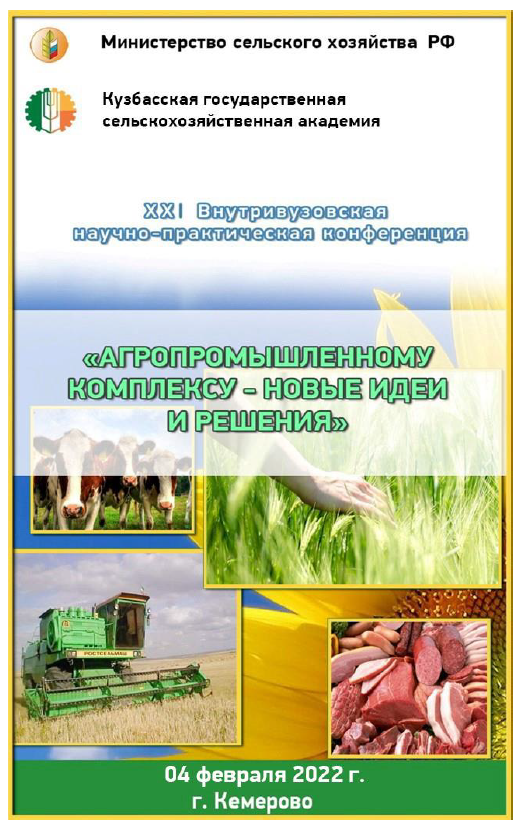 Министерство сельского хозяйства РФ
Кузбасская государственная
сельскохозяйственная академия
XXI Внутривузовская
научно-практическая конференция
«АГРОПРОМЫШЛЕННОМУ
КОМПЛЕКСУ - НОВЫЕ ИДЕИ
И РЕШЕНИЯ»
РОСТСЕЛЬМАШ
04 февраля 2022 г.
г. Кемерово